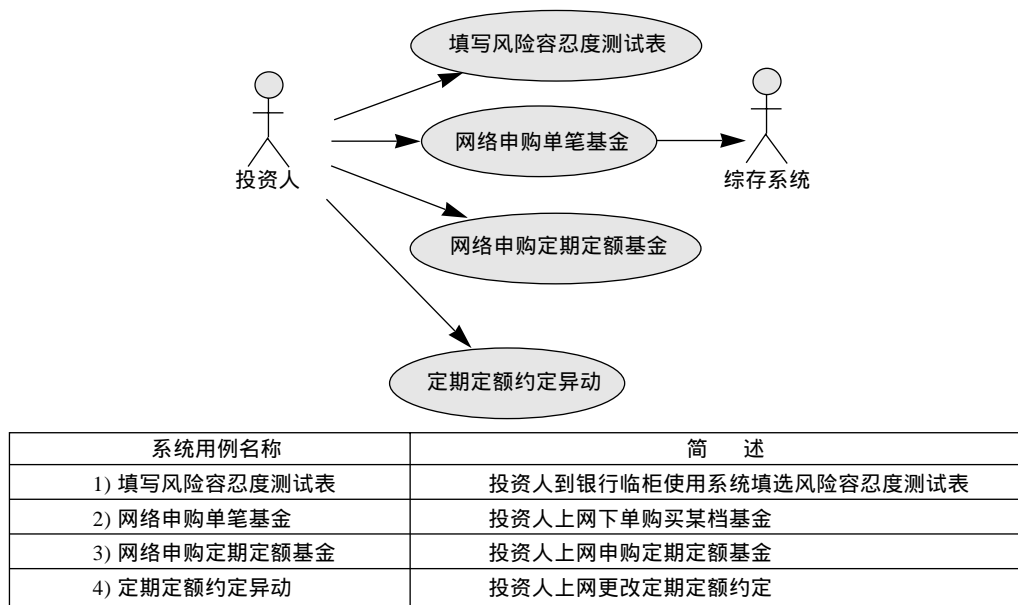 填写风险容忍度测试表
网络申购单笔基金
投资人
综存系统
网络申购定期定额基金
定期定额约定异动
系统用例名称 简 述
1) 填写风险容忍度测试表 投资人到银行临柜使用系统填选风险容忍度测试表
2) 网络申购单笔基金 投资人上网下单购买某档基金
3) 网络申购定期定额基金 投资人上网申购定期定额基金
4) 定期定额约定异动 投资人上网更改定期定额约定